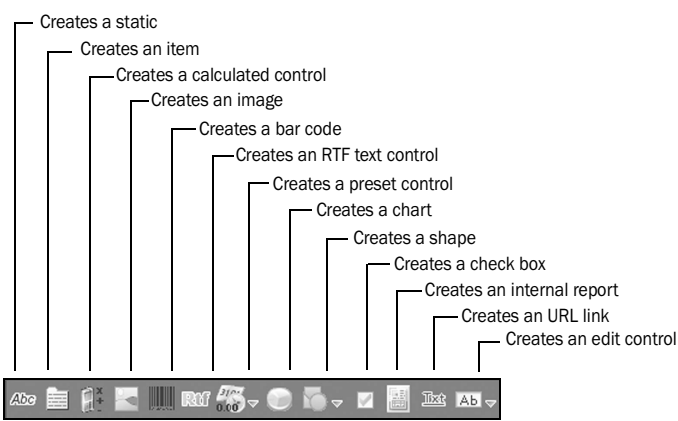 Creates a static
Creates an item
Creates a calculated control
Creates an image
Creates a bar code
Creates an RTF text control
Creates a preset control
Creates a chart
Creates a shape
Creates a check box
Creates an internal report
Creates an URL link
Creates an edit control
Abc Rtf 0.00 Txt Ab